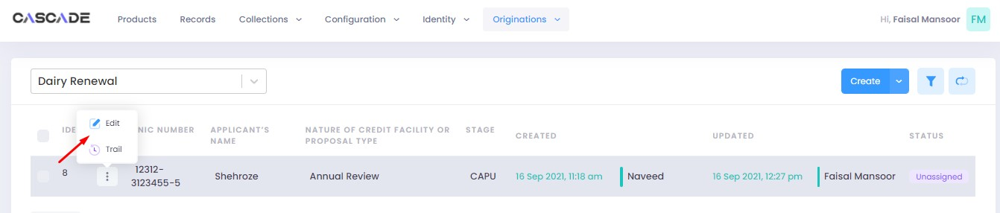 CASCADE Products Records Collections Configuration Identity Originations Hi, Faisal Mansoor FM
Dairy Renewal Create
Edit
Trail
IDE NIC NUMBER APPLICANT'S NAME NATURE OF CREDIT FACILITY OR PROPOSAL TYPE STAGE CREATED UPDATED STATUS
8 12312-3123455-5 Shehroze Annual Review CAPU 16 Sep 2021, 11:18 am Naveed 16 Sep 2021, 12:27 pm Faisal Mansoor Unassigned